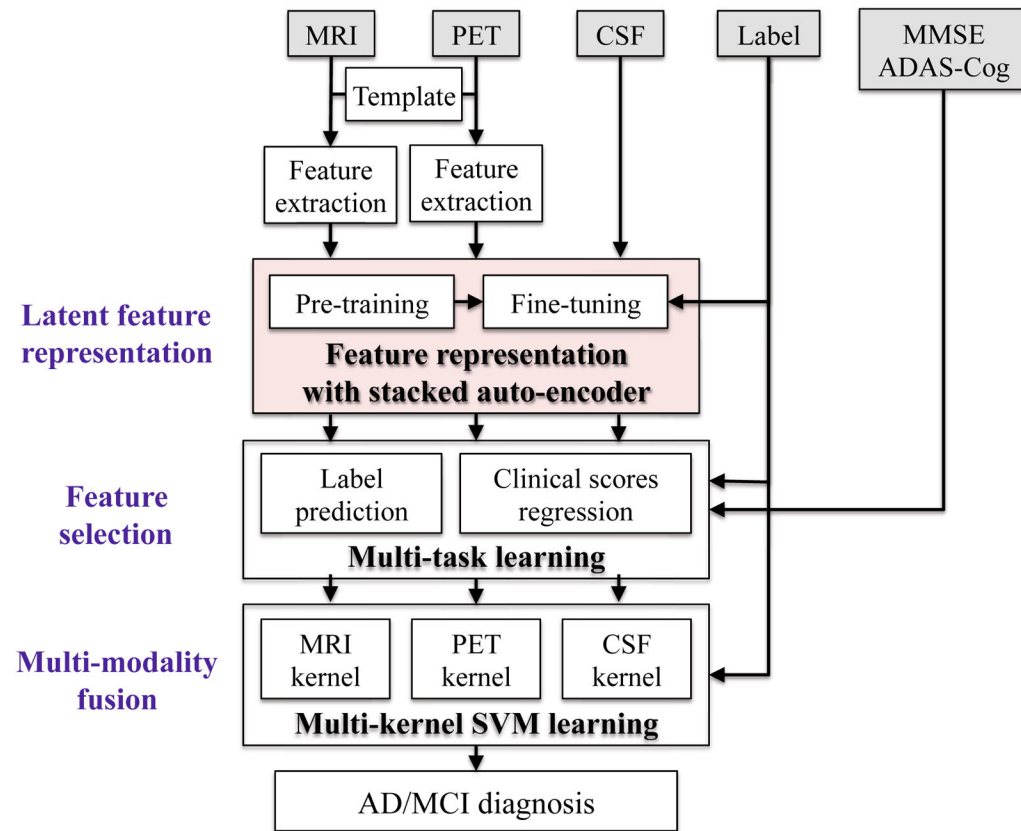 MRI
PET
CSF
Label
MMSE
ADAS-Cog
Template
Feature
extraction
Feature
extraction
Latent feature
representation
Pre-training
Fine-tuning
Feature representation
with stacked auto-encoder
Feature
selection
Label
prediction
Clinical scores
regression
Multi-task learning
Multi-modality
fusion
MRI
kernel
PET
kernel
CSF
kernel
Multi-kernel SVM learning
AD/MCI diagnosis